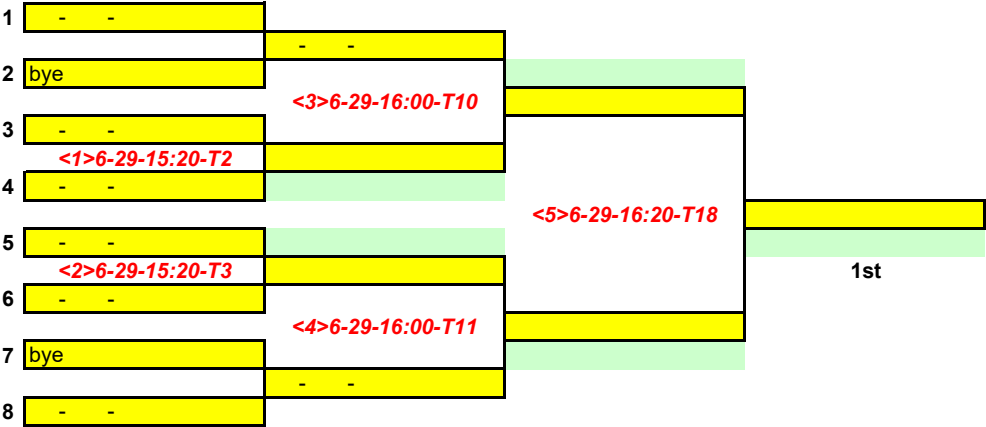 1 - -
- -
2 bye
<3>6-29-16:00-T10
3 - -
<1>6-29-15:20-T2
4 - -
<5>6-29-16:20-T18
5 - -
<2>6-29-15:20-T3
1st
6 - -
<4>6-29-16:00-T11
7 bye
- -
8 - -